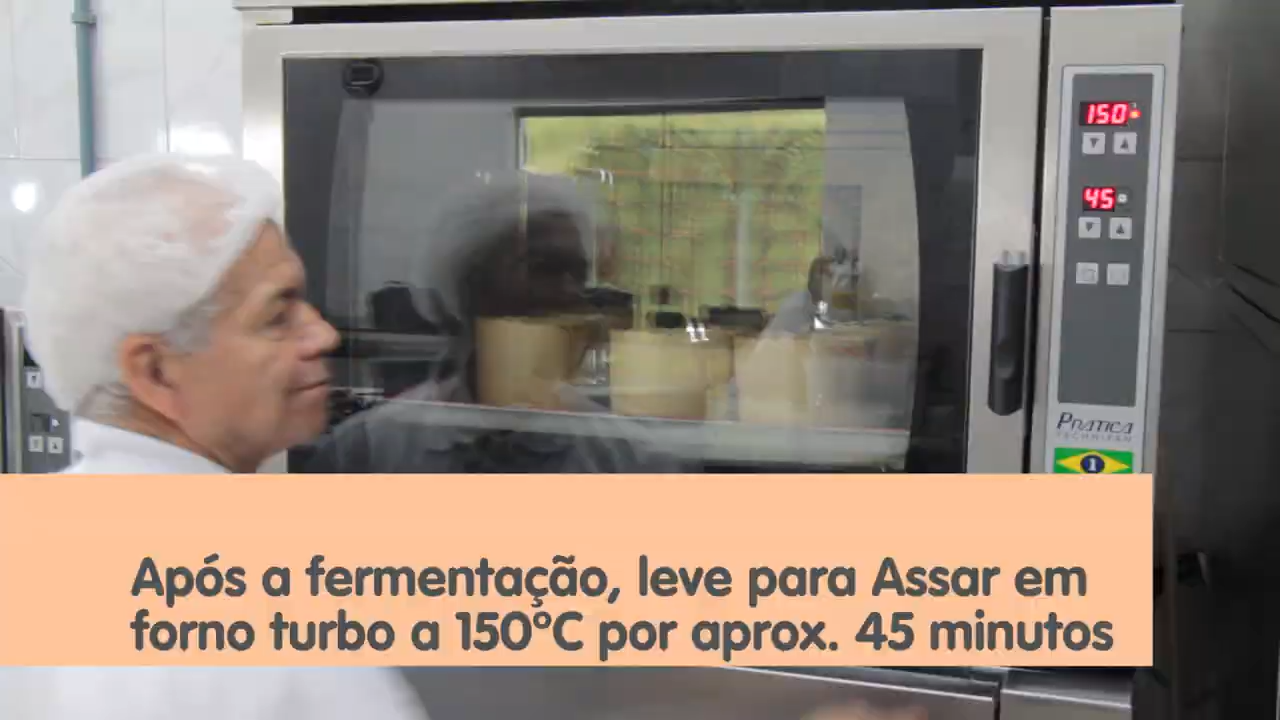 150
45
PRATICA
TECHNIPAN
1
Após a fermentação, leve para Assar em
forno turbo a 150°C por aprox. 45 minutos